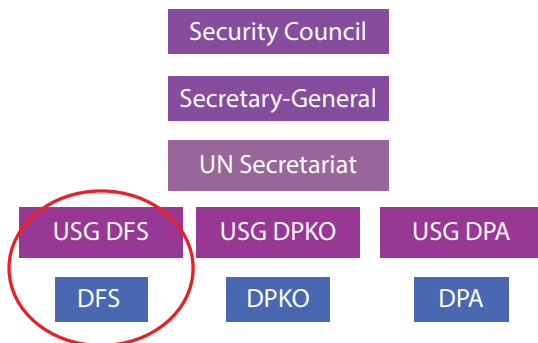 Security Council
Secretary-General
UN Secretariat
USG DFS
USG DPKO
USG DPA
DFS
DPKO
DPA